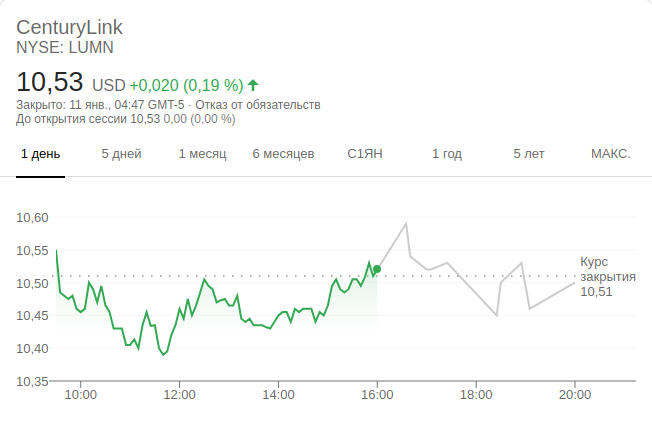 CenturyLink
NYSE: LUMN
10,53 USD +0,020 (0,19 %)
Закрыто: 11 янв., 04:47 GMT-5 · Отказ от обязательств
До открытия сессии 10,53 0,00 (0,00 %)
1 день 5 дней 1 месяц 6 месяцев С1ЯН 1 год 5 лет МАКС.
10,60
10,55
10,50
10,45
10,40
10,35
Курс
закрытия
10,51
10:00 12:00 14:00 16:00 18:00 20:00